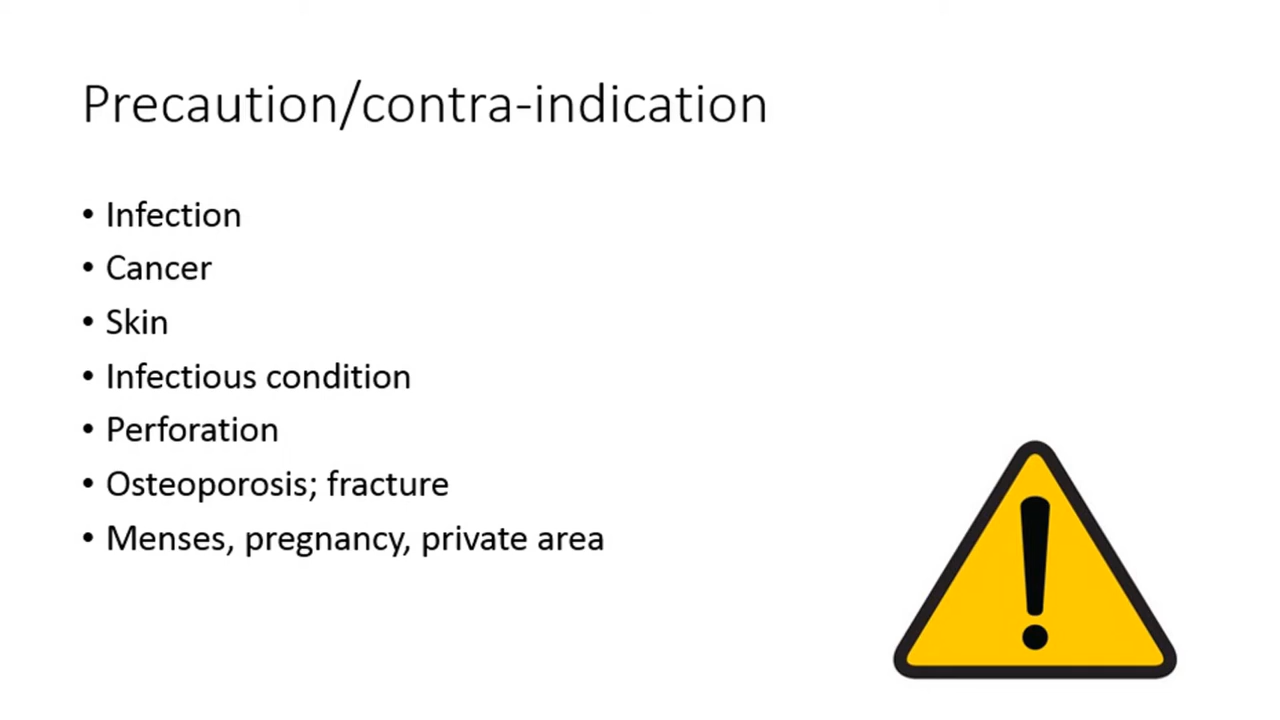 Precaution/contra-indication
• Infection
• Cancer
• Skin
• Infectious condition
• Perforation
• Osteoporosis; fracture
• Menses, pregnancy, private area